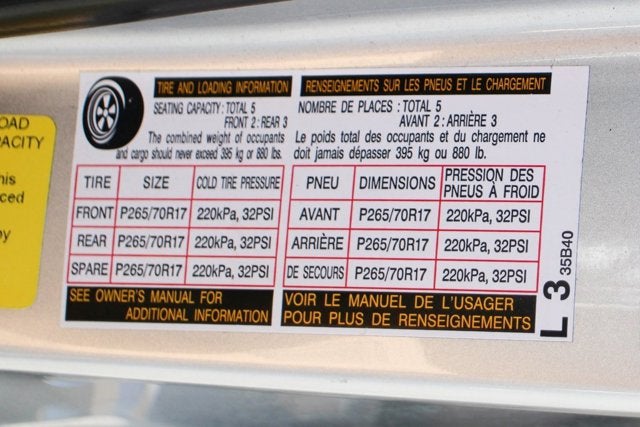 TIRE AND LOADING INFORMATION
SEATING CAPACITY : TOTAL 5
FRONT 2 : REAR 3
The combined weight of occupants
and cargo should never exceed 395 kg or 880 lbs.
TIRE SIZE COLD TIRE PRESSURE
FRONT P265/70R17 220kPa, 32PSI
REAR P265/70R17 220kPa, 32PSI
SPARE P265/70R17 220kPa, 32PSI
SEE OWNER'S MANUAL FOR
ADDITIONAL INFORMATION
RENSEIGNEMENTS SUR LES PNEUS ET LE CHARGEMENT
NOMBRE DE PLACES : TOTAL 5
AVANT 2 : ARRIÈRE 3
Le poids total des occupants et du chargement ne
doit jamais dépasser 395 kg ou 880 lb.
PNEU DIMENSIONS PRESSION DES
PNEUS À FROID
AVANT P265/70R17 220kPa, 32PSI
ARRIÈRE P265/70R17 220kPa, 32PSI
DE SECOURS P265/70R17 220kPa, 32PSI
VOIR LE MANUEL DE L'USAGER
POUR PLUS DE RENSEIGNEMENTS
L 3 35B40